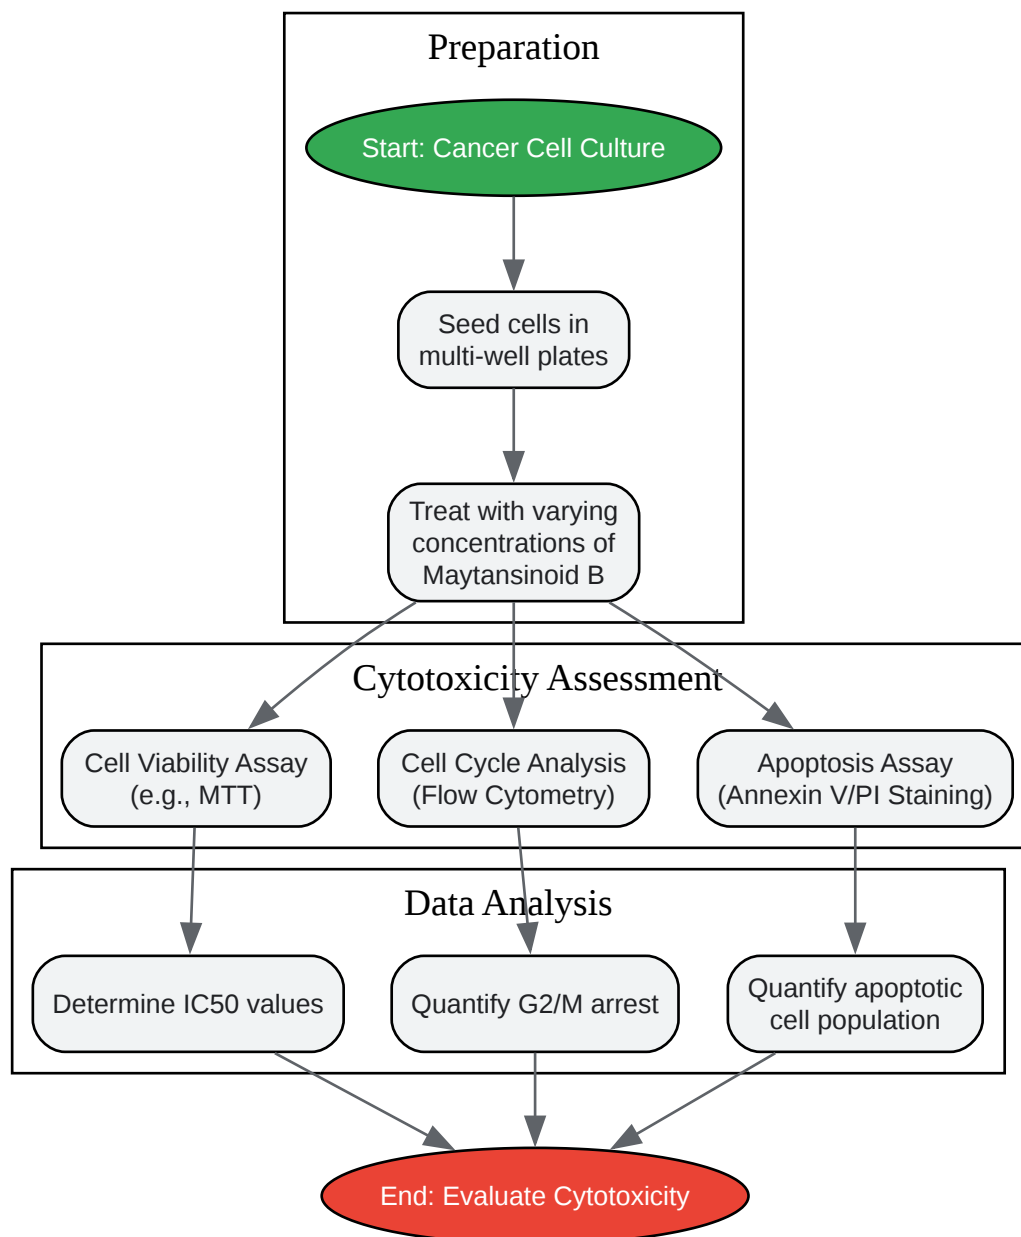 Preparation
Start: Cancer Cell Culture
Seed cells in
multi-well plates
Treat with varying
concentrations of
Maytansinoid B
Cytotoxicity Assessment
Cell Viability Assay
(e.g., MTT)
Cell Cycle Analysis
(Flow Cytometry)
Apoptosis Assay
(Annexin V/PI Staining)
Data Analysis
Determine IC50 values
Quantify G2/M arrest
Quantify apoptotic
cell population
End: Evaluate Cytotoxicity